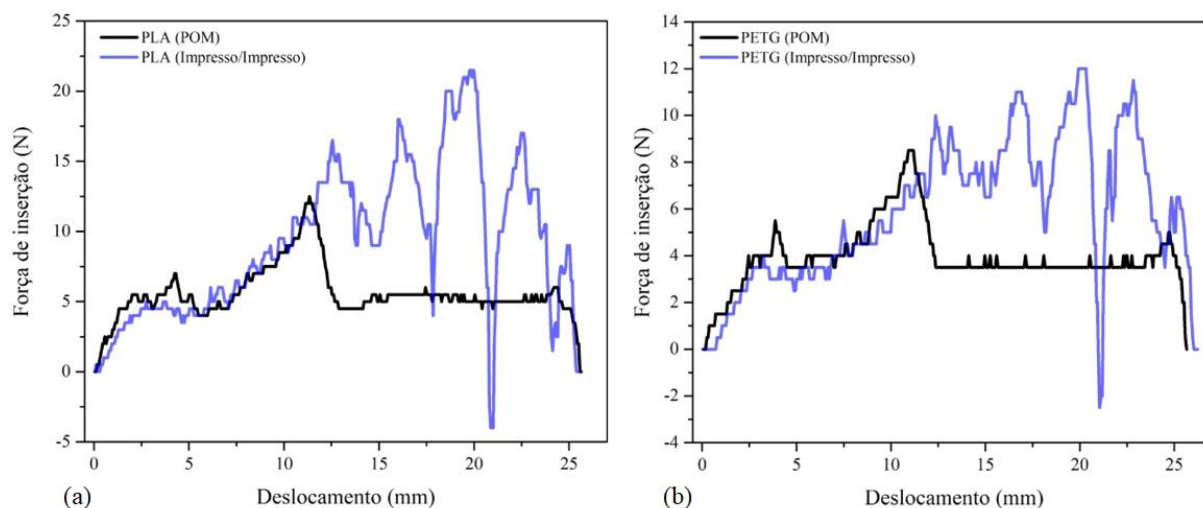 25
20
15
10
5
0
-5
Força de inserção (N)
PLA (POM)
PLA (Impresso/Impresso)
0 5 10 15 20 25
Deslocamento (mm)
(a)
14
12
10
8
6
4
2
0
-2
-4
Força de inserção (N)
PETG (POM)
PETG (Impresso/Impresso)
0 5 10 15 20 25
Deslocamento (mm)
(b)